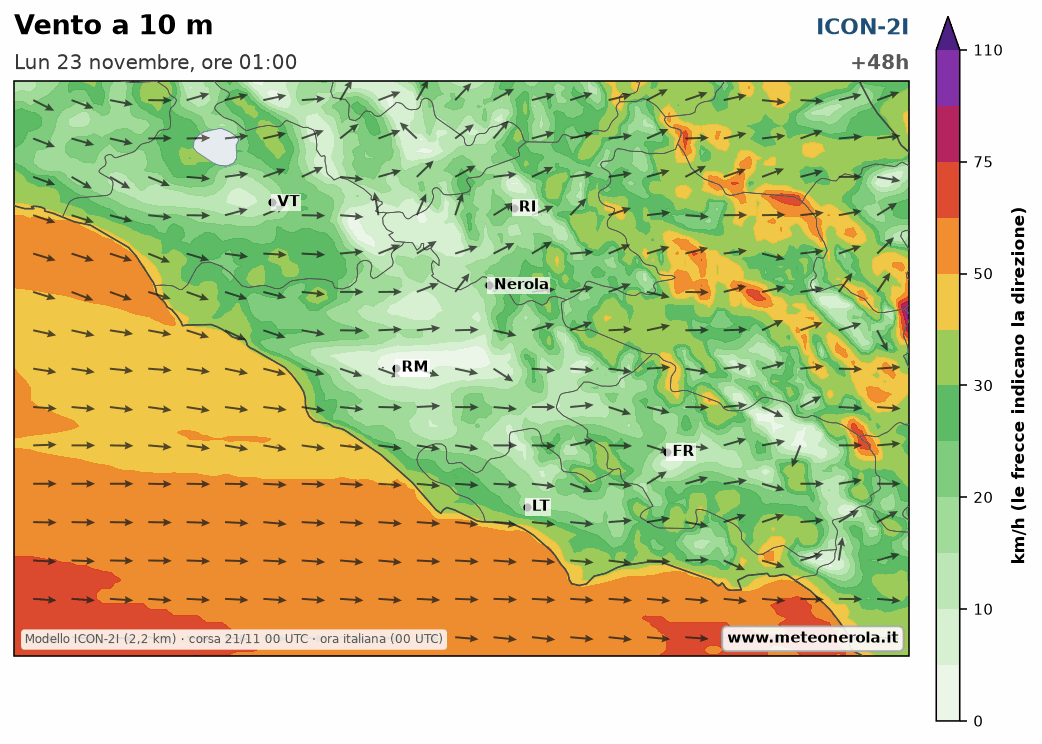 Vento a 10 m
ICON-2I
Lun 23 novembre, ore 01:00
+48h
VT
RI
Nerola
RM
FR
LT
Modello ICON-2I (2,2 km) · corsa 21/11 00 UTC · ora italiana (00 UTC)
www.meteonerola.it
110
75
50
30
20
10
0
km/h (le frecce indicano la direzione)